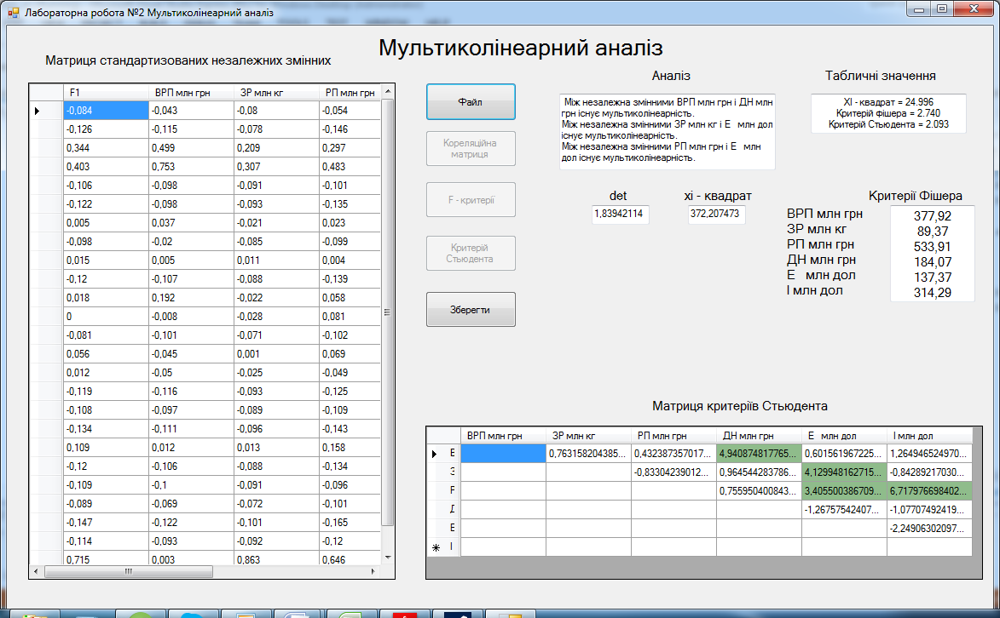 Лабораторна робота №2 Мультиколінеарний аналіз
Мультиколінеарний аналіз
Матриця стандартизованих незалежних змінних
F1 ВРП млн грн ЗР млн кг РП млн грн
-0,084 -0,043 -0,08 -0,054
-0,126 -0,115 -0,078 -0,146
0,344 0,499 0,209 0,297
0,403 0,753 0,307 0,483
-0,106 -0,098 -0,091 -0,101
-0,122 -0,098 -0,093 -0,135
0,005 0,037 -0,021 0,023
-0,098 -0,02 -0,085 -0,099
0,015 0,005 0,011 0,004
-0,12 -0,107 -0,088 -0,139
0,018 0,192 -0,022 0,058
0 -0,008 -0,028 0,081
-0,081 -0,101 -0,071 -0,102
0,056 -0,045 0,001 0,069
0,012 -0,05 -0,025 -0,049
-0,119 -0,116 -0,093 -0,125
-0,108 -0,097 -0,089 -0,109
-0,134 -0,111 -0,096 -0,143
0,109 0,012 0,013 0,158
-0,12 -0,106 -0,088 -0,134
-0,109 -0,1 -0,091 -0,096
-0,089 -0,069 -0,072 -0,101
-0,147 -0,122 -0,101 -0,165
-0,114 -0,093 -0,092 -0,12
0,715 0,003 0,863 0,646
Файл
Кореляційна
матриця
F - критерії
Критерій
Стьюдента
Зберегти
Аналіз
Між незалежна змінними ВРП млн грн і ДН млн
грн існує мультиколінеарність.
Між незалежна змінними ЗР млн кг і Е млн дол
існує мультиколінеарність.
Між незалежна змінними РП млн грн і Е млн
дол існує мультиколінеарність.
Табличні значення
XI - квадрат = 24.996
Критерій фішера = 2.740
Критерій Стьюдента = 2.093
det
1,83942114
xi - квадрат
372,207473
Критерії Фішера
ВРП млн грн 377,92
ЗР млн кг 89,37
РП млн грн 533,91
ДН млн грн 184,07
Е млн дол 137,37
І млн дол 314,29
Матриця критеріїв Стьюдента
ВРП млн грн ЗР млн кг РП млн грн ДН млн грн Е млн дол І млн дол
0,763158204385... 0,432387357017... 4,940874817765... 0,601561967225... 1,264946524970...
-0,83304239012... 0,964544283786... 4,129948162715... -0,84289217030...
0,755950400843... 3,405500386709... 6,717976698402...
-1,26757542407... -1,07707492419...
-2,24906302097...
І